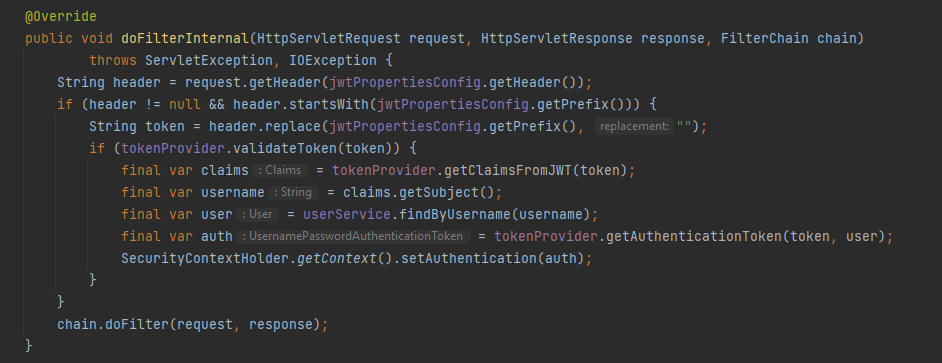 @Override
public void doFilterInternal(HttpServletRequest request, HttpServletResponse response, FilterChain chain)
throws ServletException, IOException {
String header = request.getHeader(jwtPropertiesConfig.getHeader());
if (header != null && header.startsWith(jwtPropertiesConfig.getPrefix())) {
String token = header.replace(jwtPropertiesConfig.getPrefix(), replacement: "");
if (tokenProvider.validateToken(token)) {
final var claims : Claims = tokenProvider.getClaimsFromJWT(token);
final var username : String = claims.getSubject();
final var user : User = userService.findByUsername(username);
final var auth : UsernamePasswordAuthenticationToken = tokenProvider.getAuthenticationToken(token, user);
SecurityContextHolder.getContext().setAuthentication(auth);
}
}
chain.doFilter(request, response);
}